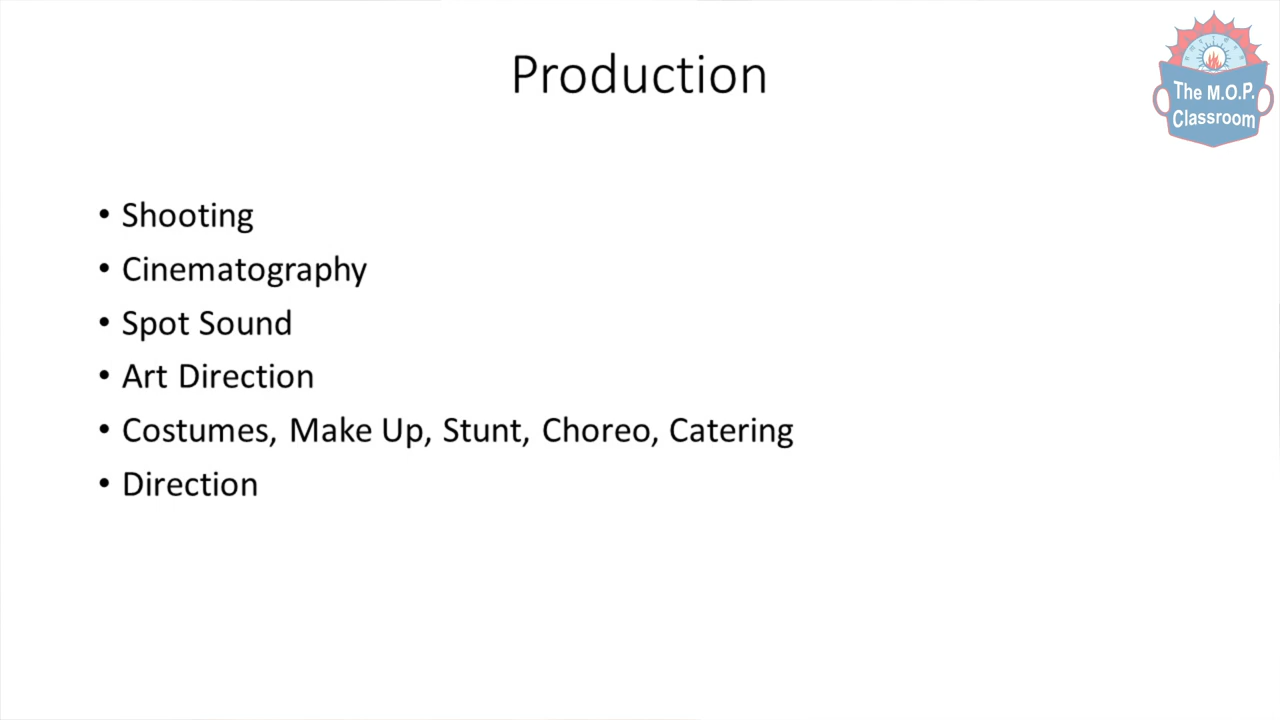 Production
The M.O.P.
Classroom
• Shooting
• Cinematography
• Spot Sound
• Art Direction
• Costumes, Make Up, Stunt, Choreo, Catering
• Direction